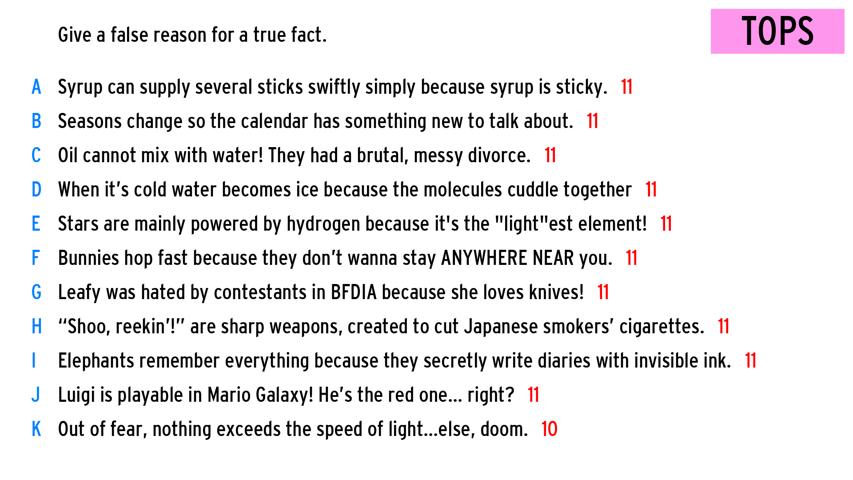 Give a false reason for a true fact.
TOPS
A Syrup can supply several sticks swiftly simply because syrup is sticky. 11
B Seasons change so the calendar has something new to talk about. 11
C Oil cannot mix with water! They had a brutal, messy divorce. 11
D When it's cold water becomes ice because the molecules cuddle together 11
E Stars are mainly powered by hydrogen because it's the "light"est element! 11
F Bunnies hop fast because they don’t wanna stay ANYWHERE NEAR you. 11
G Leafy was hated by contestants in BFDIA because she loves knives! 11
H “Shoo, reekin’!” are sharp weapons, created to cut Japanese smokers’ cigarettes. 11
I Elephants remember everything because they secretly write diaries with invisible ink. 11
J Luigi is playable in Mario Galaxy! He’s the red one... right? 11
K Out of fear, nothing exceeds the speed of light...else, doom. 10